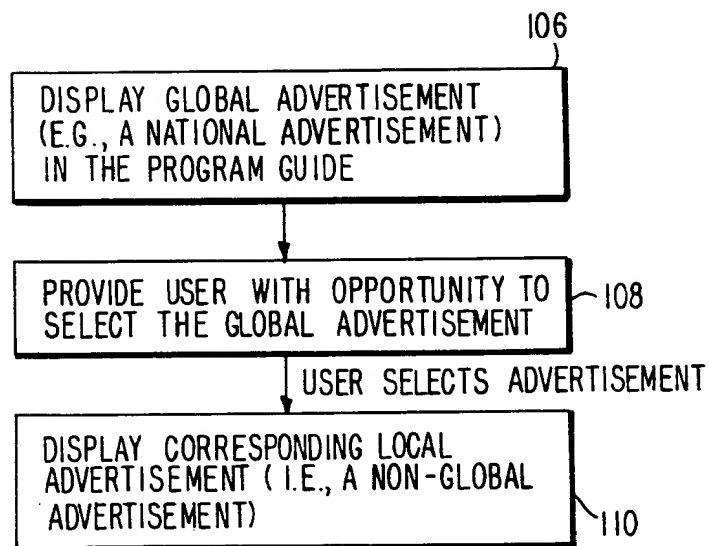 106
DISPLAY GLOBAL ADVERTISEMENT
(E.G., A NATIONAL ADVERTISEMENT)
IN THE PROGRAM GUIDE
PROVIDE USER WITH OPPORTUNITY TO
SELECT THE GLOBAL ADVERTISEMENT
108
USER SELECTS ADVERTISEMENT
DISPLAY CORRESPONDING LOCAL
ADVERTISEMENT ( I.E., A NON-GLOBAL
ADVERTISEMENT)
110